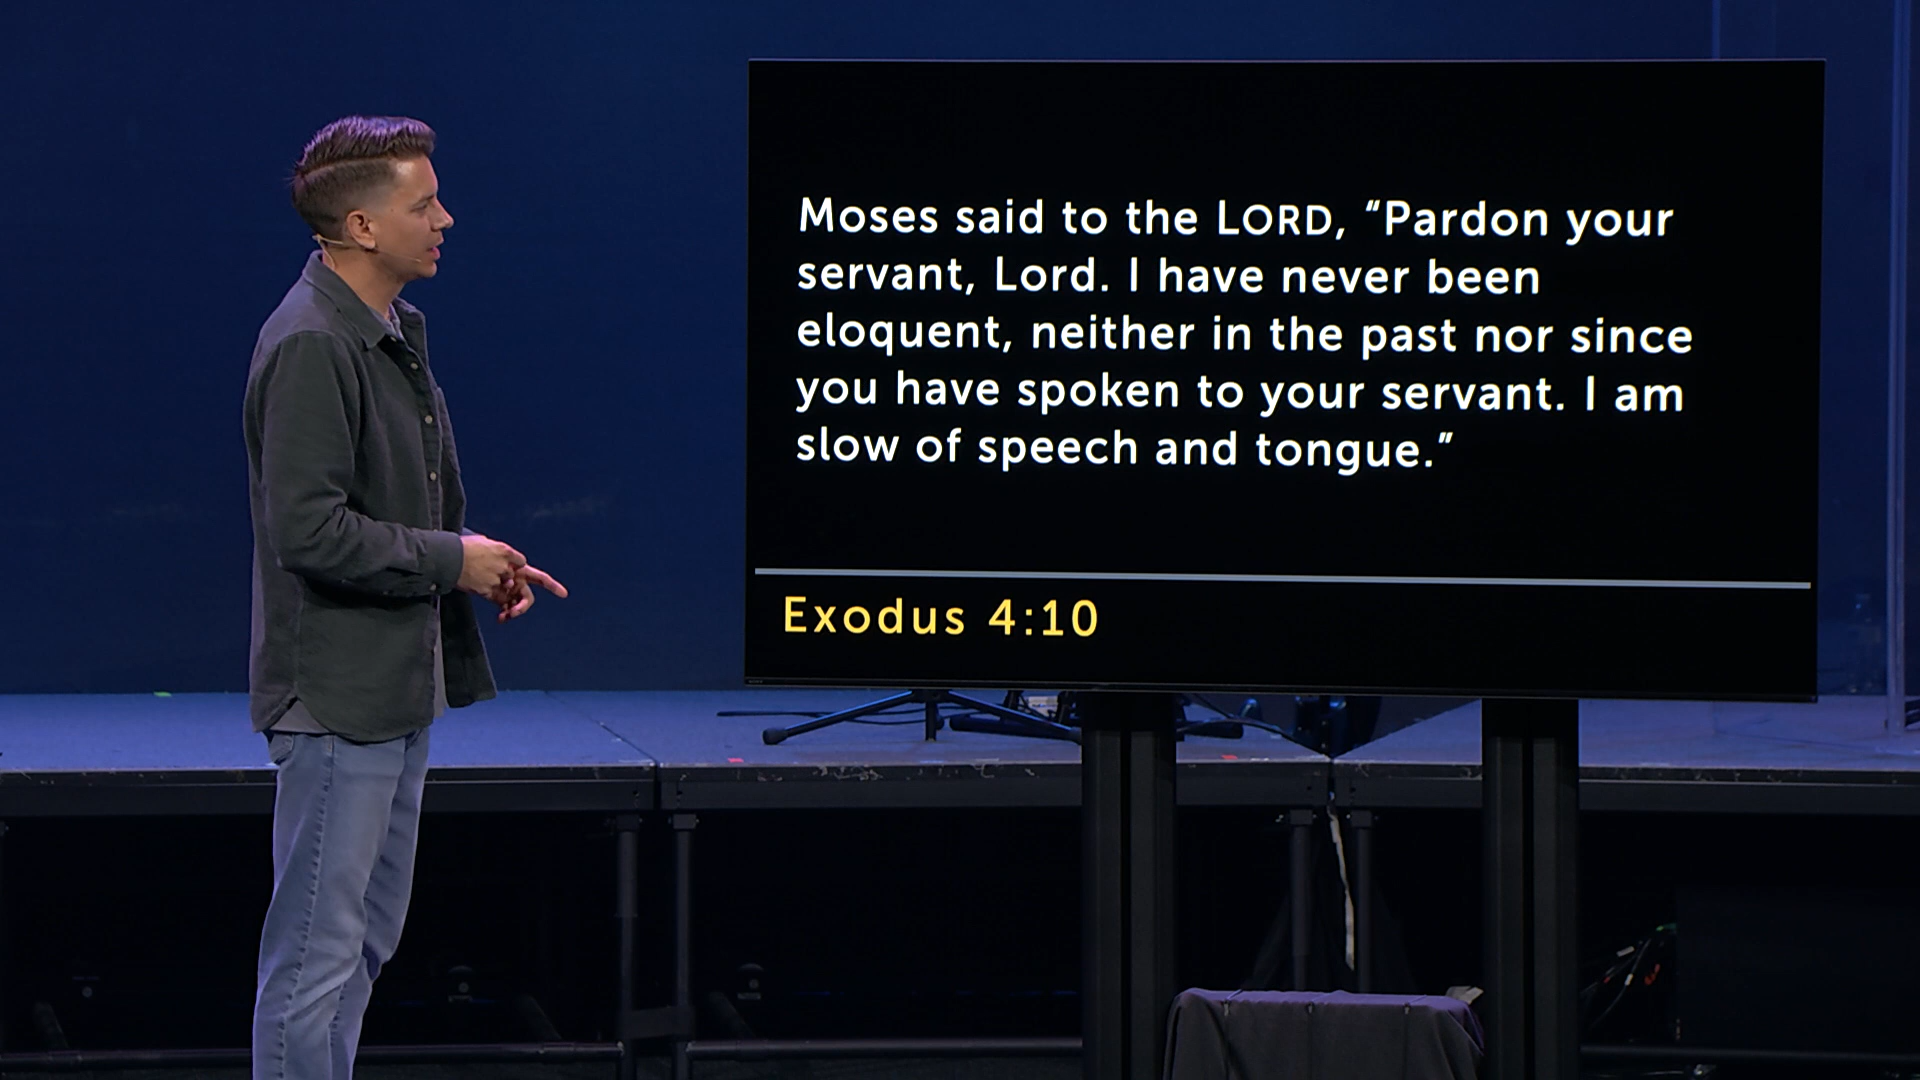 Moses said to the LORD, “Pardon your
servant, Lord. I have never been
eloquent, neither in the past nor since
you have spoken to your servant. I am
slow of speech and tongue.”
Exodus 4:10